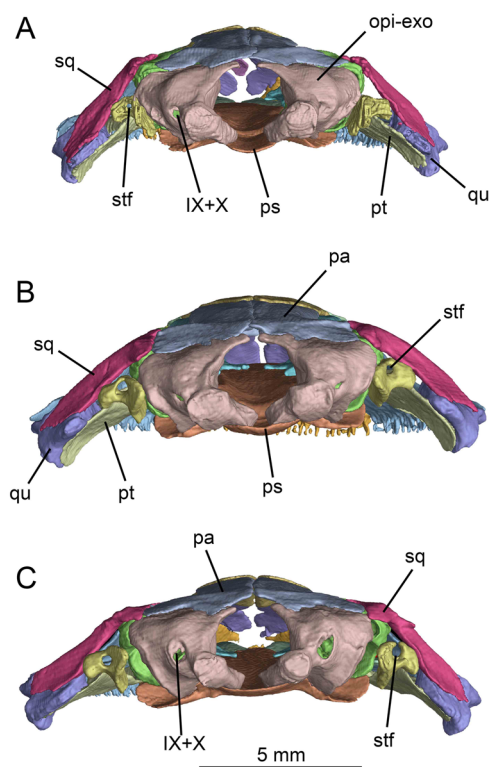 A
opi-exo
sq
stf
IX+X
ps
pt
qu
B
pa
stf
sq
qu
pt
ps
C
pa
sq
IX+X
stf
5 mm